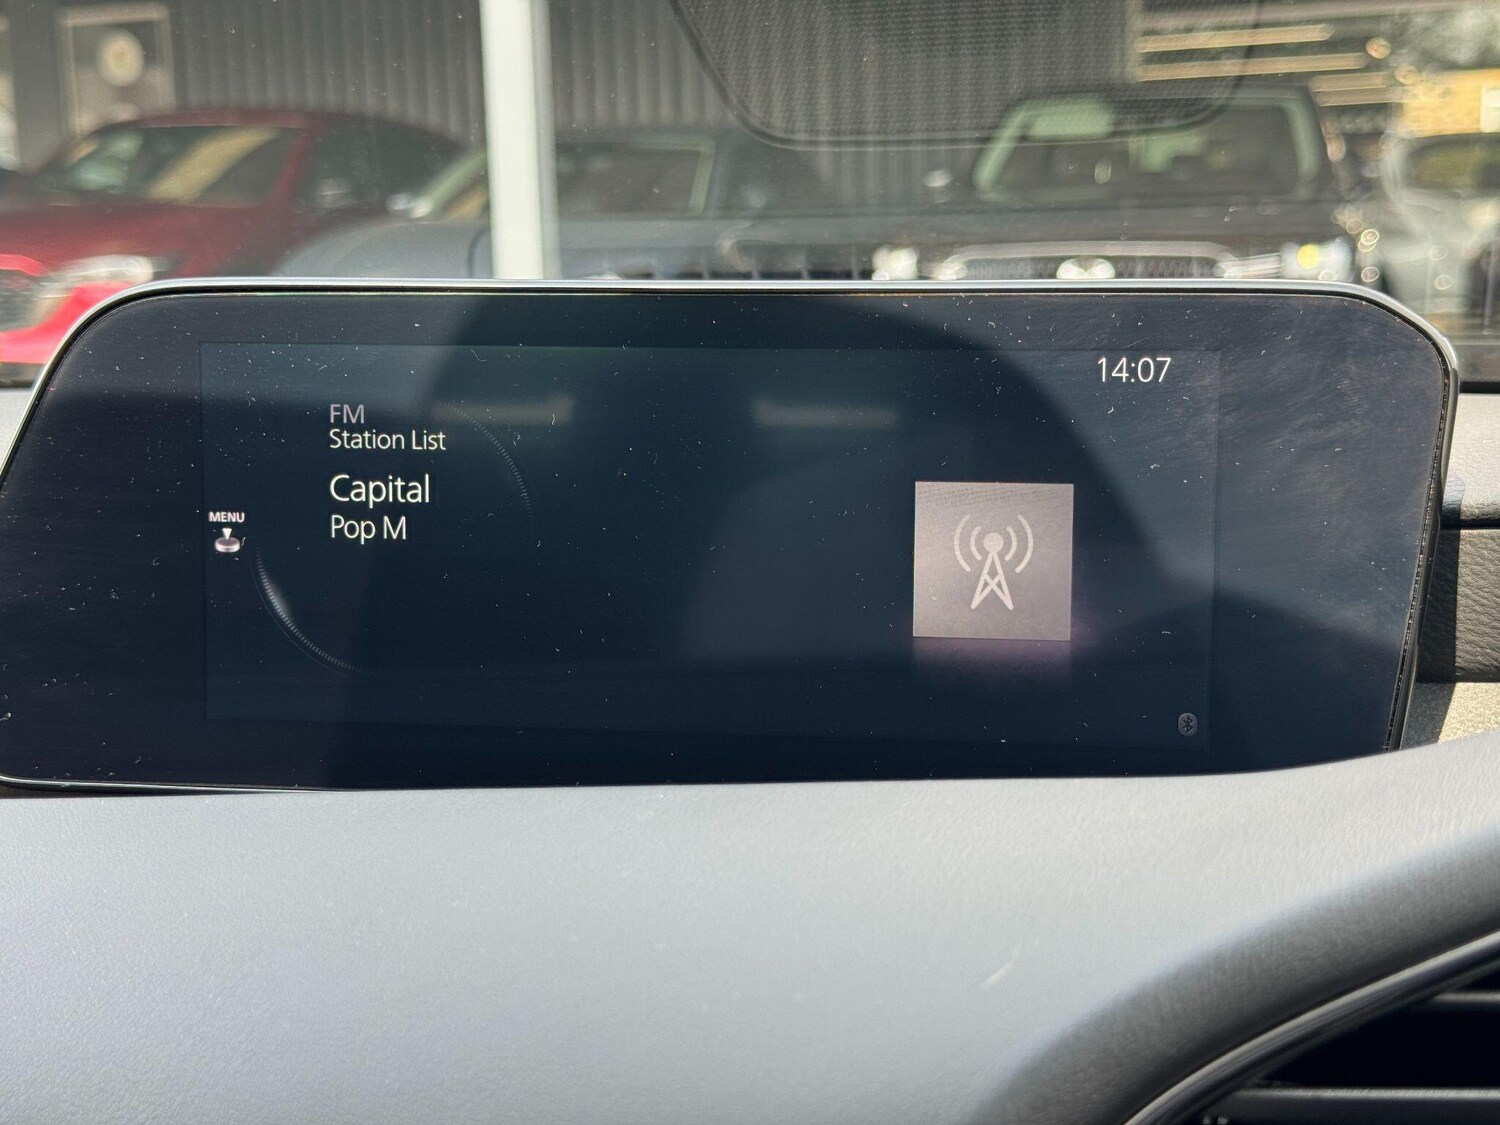 14:07
FM
Station List
Capital
Pop M
MENU